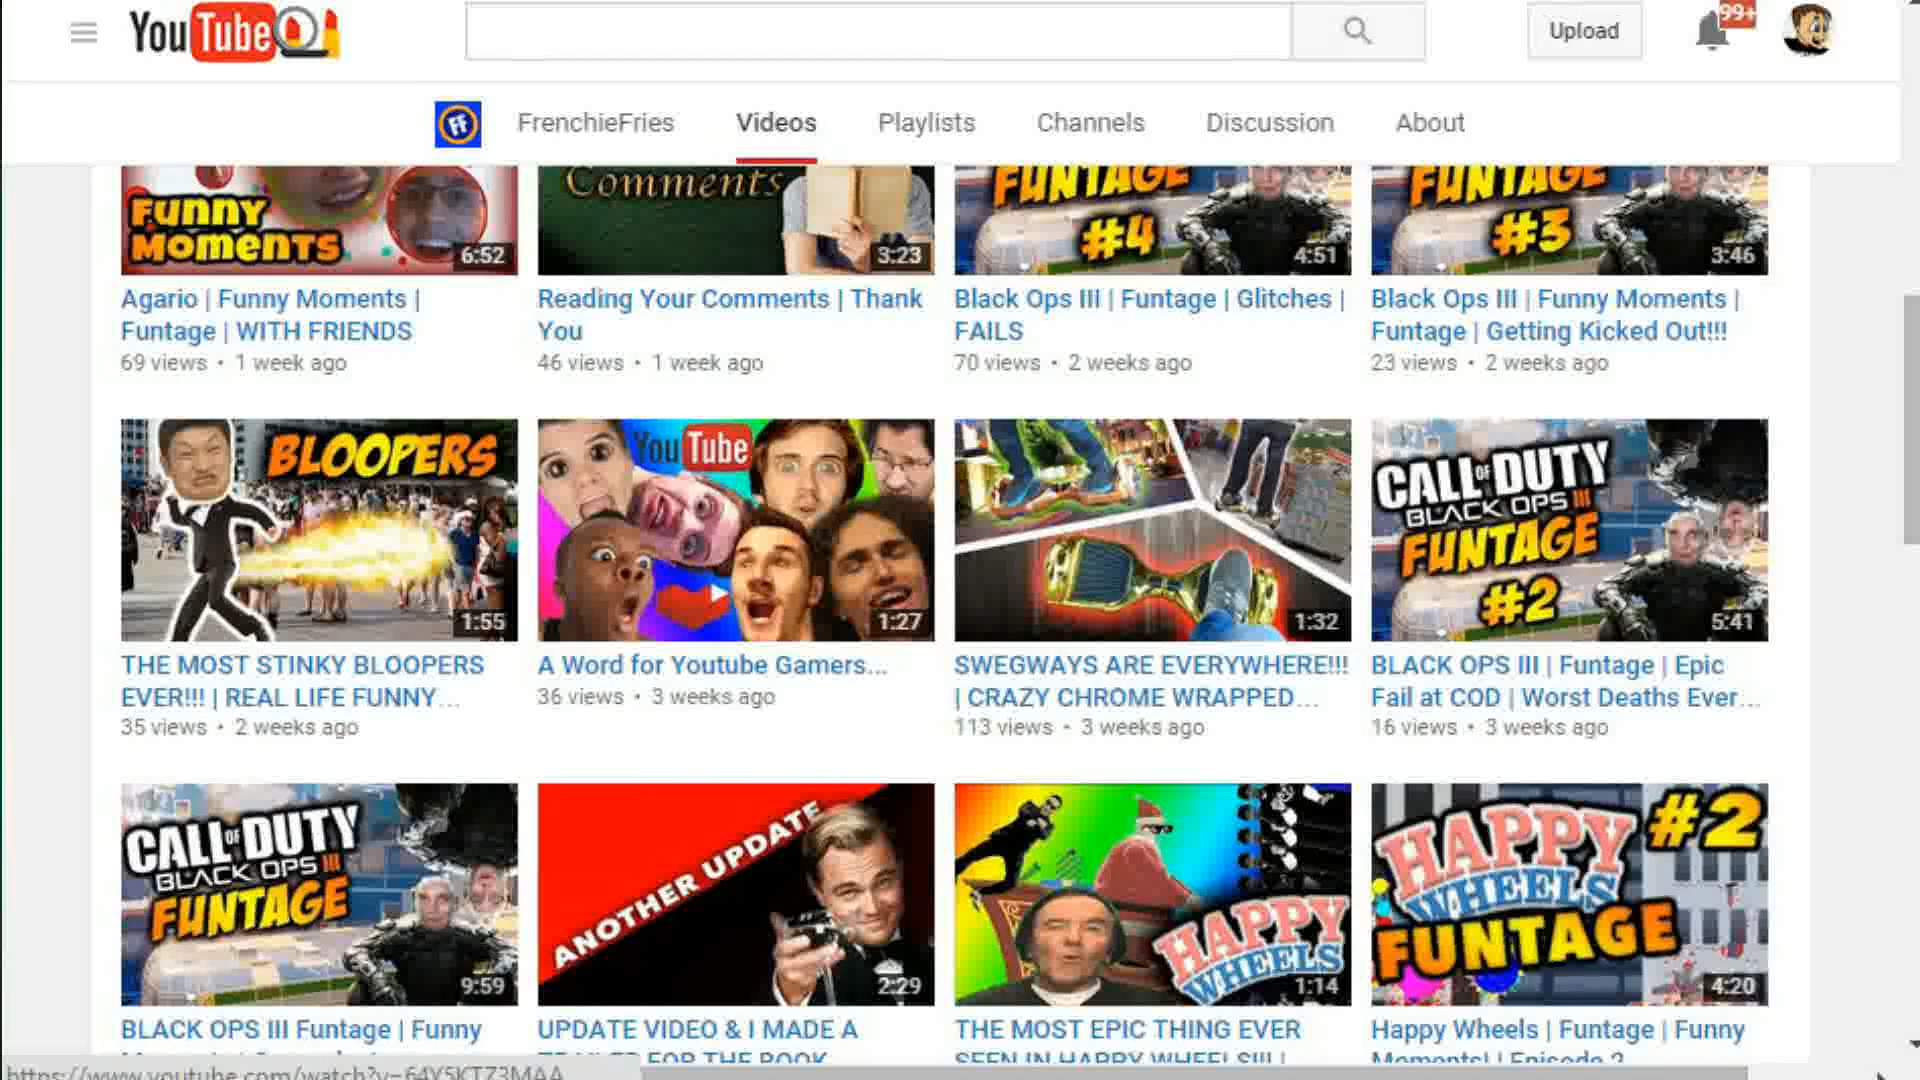 YouTube
Upload
99+
FF
FrenchieFries
Videos
Playlists
Channels
Discussion
About
Funny
Moments
6:52
Comments
3:23
FUNTAGE
#4
4:51
FUNTAGE
#3
3:46
Agario | Funny Moments |
Funtage | WITH FRIENDS
69 views • 1 week ago
Reading Your Comments | Thank
You
46 views • 1 week ago
Black Ops III | Funtage | Glitches |
FAILS
70 views • 2 weeks ago
Black Ops III | Funny Moments |
Funtage | Getting Kicked Out!!!
23 views • 2 weeks ago
BLOOPERS
1:55
YouTube
1:27
1:32
CALL OF DUTY
BLACK OPS III
FUNTAGE
#2
5:41
THE MOST STINKY BLOOPERS
EVER!!! | REAL LIFE FUNNY...
35 views • 2 weeks ago
A Word for Youtube Gamers...
36 views • 3 weeks ago
SWEGWAYS ARE EVERYWHERE!!!
| CRAZY CHROME WRAPPED...
113 views • 3 weeks ago
BLACK OPS III | Funtage | Epic
Fail at COD | Worst Deaths Ever...
16 views • 3 weeks ago
CALL OF DUTY
BLACK OPS III
FUNTAGE
9:59
ANOTHER UPDATE
2:29
HAPPY
WHEELS
1:14
#2
HAPPY
WHEELS
FUNTAGE
4:20
BLACK OPS III Funtage | Funny
UPDATE VIDEO & I MADE A
FOR THE BOOK
THE MOST EPIC THING EVER
SEEN IN HAPPY WHEELS!!! |
Happy Wheels | Funtage | Funny
Moments! | Episode 2
https://www.youtube.com/watch?v=64Y5KTZ3MAA